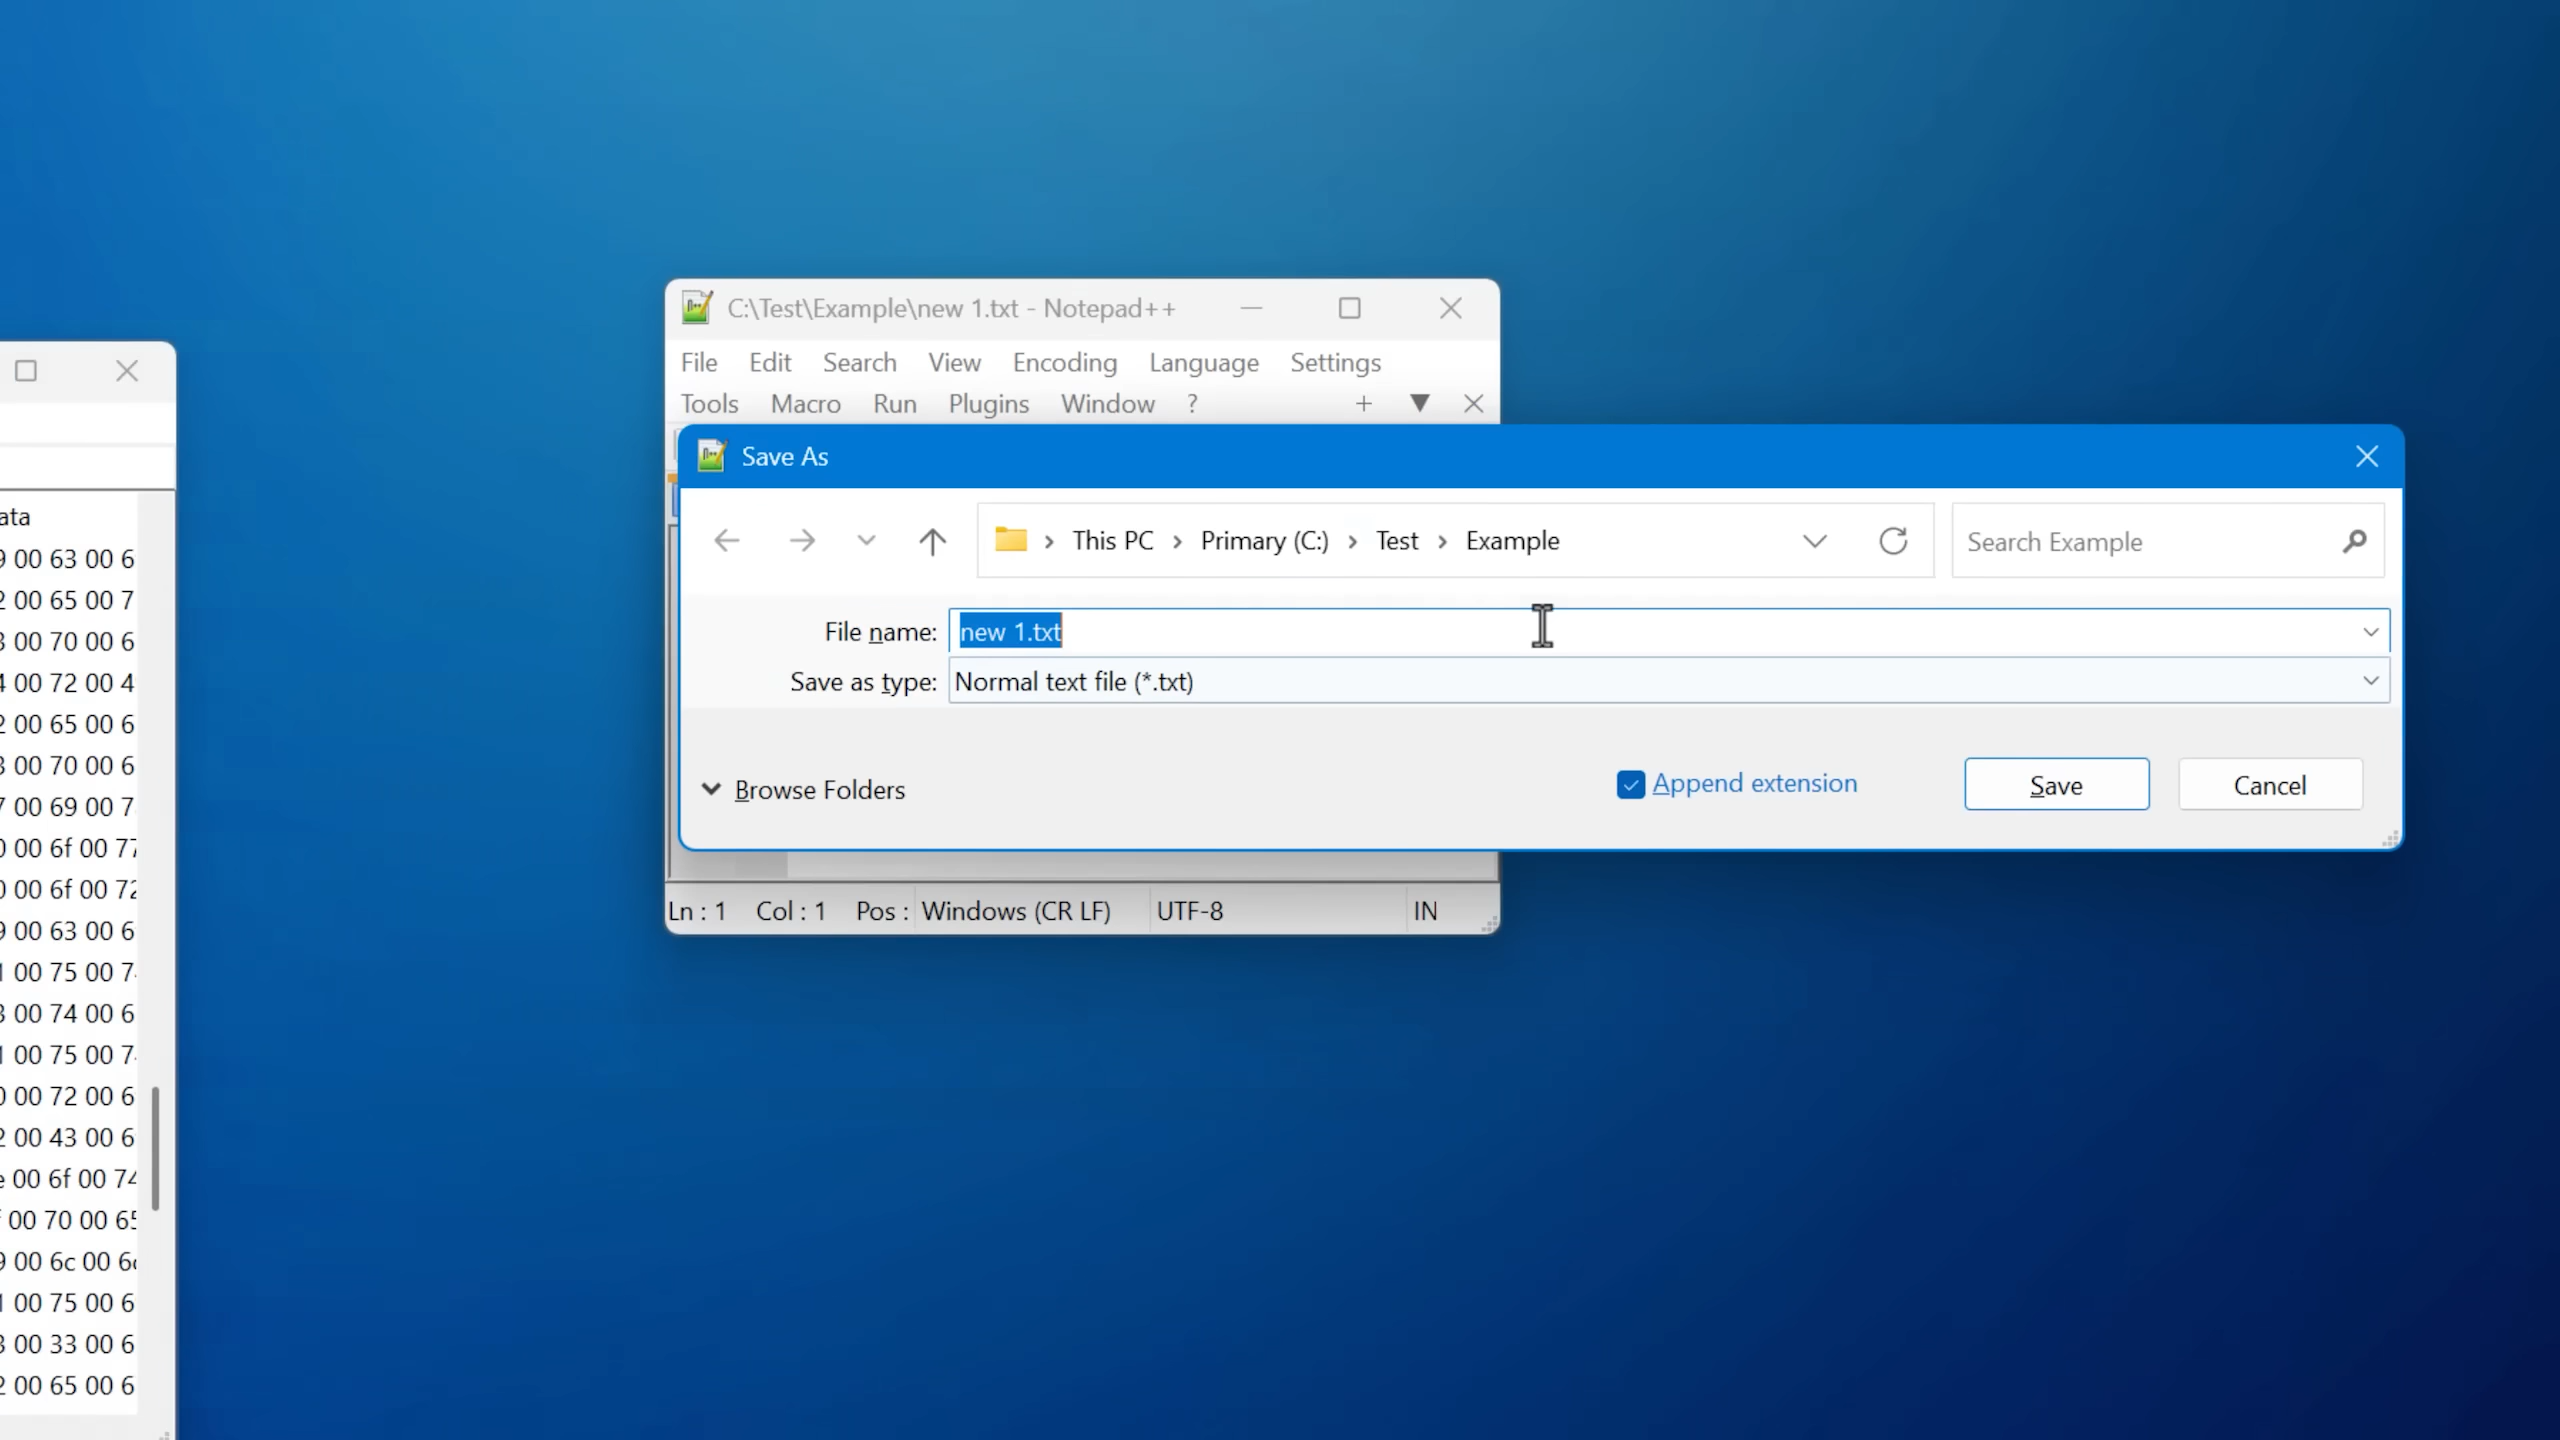 C:\Test\Example\new 1.txt - Notepad++
File Edit Search View Encoding Language Settings
Tools Macro Run Plugins Window ?
Save As
This PC > Primary (C:) > Test > Example
Search Example
File name: new 1.txt
Save as type: Normal text file (*.txt)
Browse Folders
Append extension
Save
Cancel
Ln : 1 Col : 1 Pos : Windows (CR LF) UTF-8 IN
00 63 00 6
00 65 00 7
00 70 00 6
00 72 00 4
00 65 00 6
00 70 00 6
00 69 00 7
00 6f 00 77
00 6f 00 72
00 63 00 6
00 75 00 7
00 74 00 6
00 75 00 7
00 72 00 6
00 43 00 6
00 6f 00 74
00 70 00 65
00 6c 00
00 75 00 6
00 33 00 6
00 65 00 6